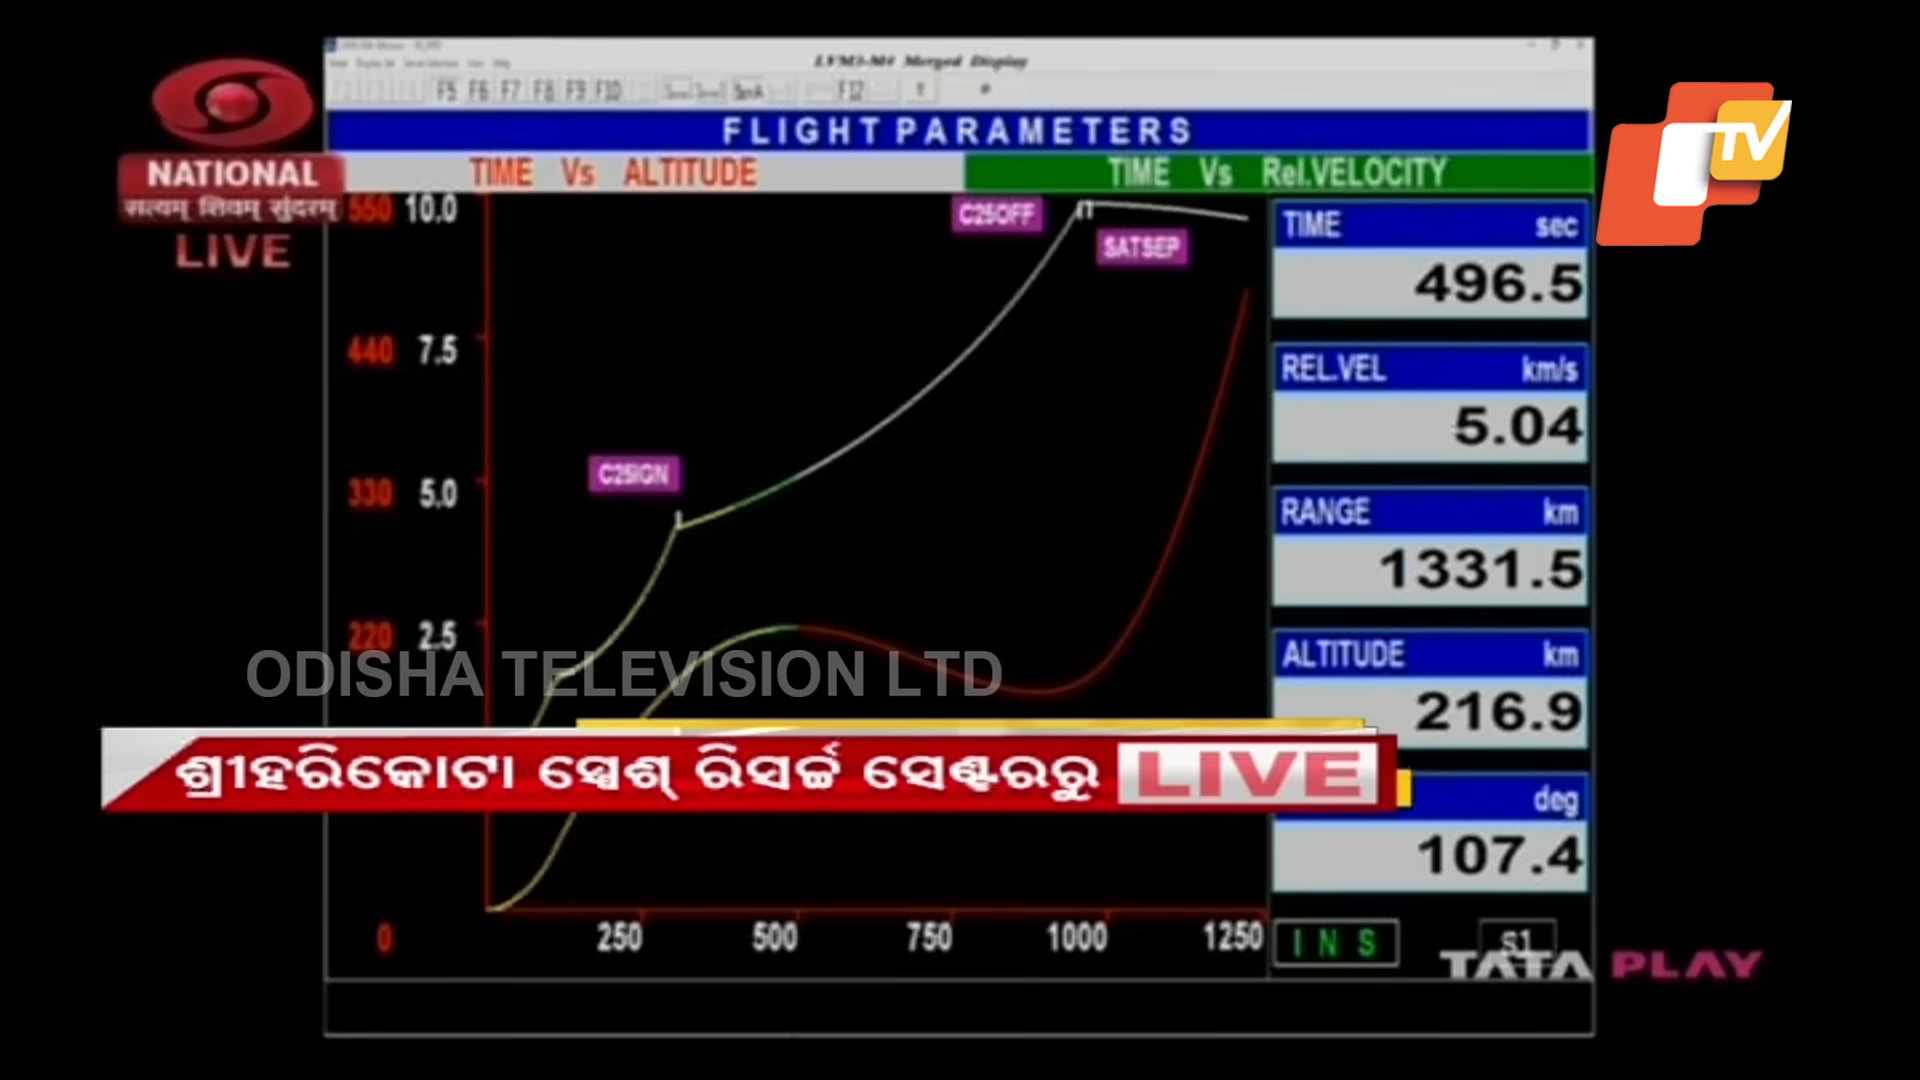 LVM3-M4 Merged Display
F5 F6 F7 F8 F9 F10 F12
FLIGHT PARAMETERS
TIME Vs ALTITUDE
TIME Vs Rel.VELOCITY
NATIONAL
सत्यम् शिवम् सुंदरम्
LIVE
TV
550 10.0
440 7.5
330 5.0
220 2.5
0
250 500 750 1000 1250
C25IGN
C25OFF
SATSEP
TIME sec
496.5
REL.VEL km/s
5.04
RANGE km
1331.5
ALTITUDE km
216.9
deg
107.4
INS
S1
ODISHA TELEVISION LTD
ଶ୍ରୀହରିକୋଟା ସ୍ପେଶ୍ ରିସର୍ଚ୍ଚ ସେଣ୍ଟରରୁ LIVE
TATA PLAY